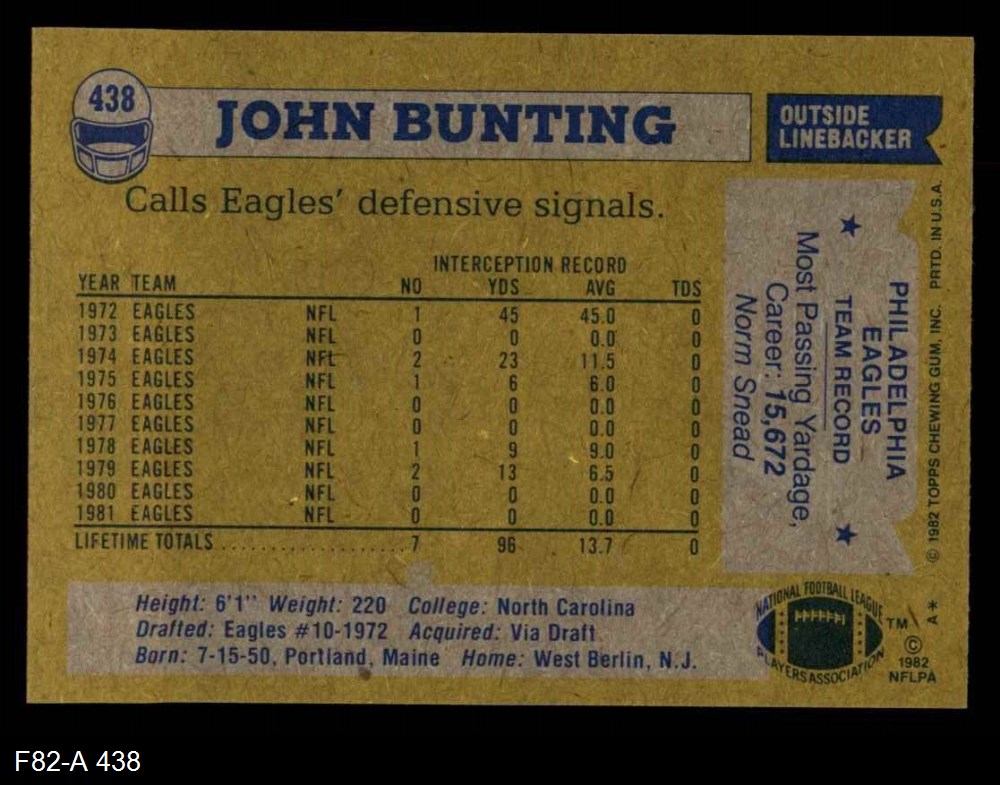 438
JOHN BUNTING
OUTSIDE
LINEBACKER
Calls Eagles' defensive signals.
INTERCEPTION RECORD
YEAR TEAM NO YDS AVG TDS
1972 EAGLES NFL 1 45 45.0 0
1973 EAGLES NFL 0 0 0.0 0
1974 EAGLES NFL 2 23 11.5 0
1975 EAGLES NFL 1 6 6.0 0
1976 EAGLES NFL 0 0 0.0 0
1977 EAGLES NFL 0 0 0.0 0
1978 EAGLES NFL 1 9 9.0 0
1979 EAGLES NFL 2 13 6.5 0
1980 EAGLES NFL 0 0 0.0 0
1981 EAGLES NFL 0 0 0.0 0
LIFETIME TOTALS........................7 96 13.7 0
PHILADELPHIA
EAGLES
★ TEAM RECORD ★
Most Passing Yardage,
Career: 15,672
Norm Snead
© 1982 TOPPS CHEWING GUM, INC. PRTD. IN U.S.A.
Height: 6'1" Weight: 220 College: North Carolina
Drafted: Eagles #10-1972 Acquired: Via Draft
Born: 7-15-50, Portland, Maine Home: West Berlin, N.J.
NATIONAL FOOTBALL LEAGUE
PLAYERS ASSOCIATION
TM
A*
©
1982
NFLPA
F82-A 438